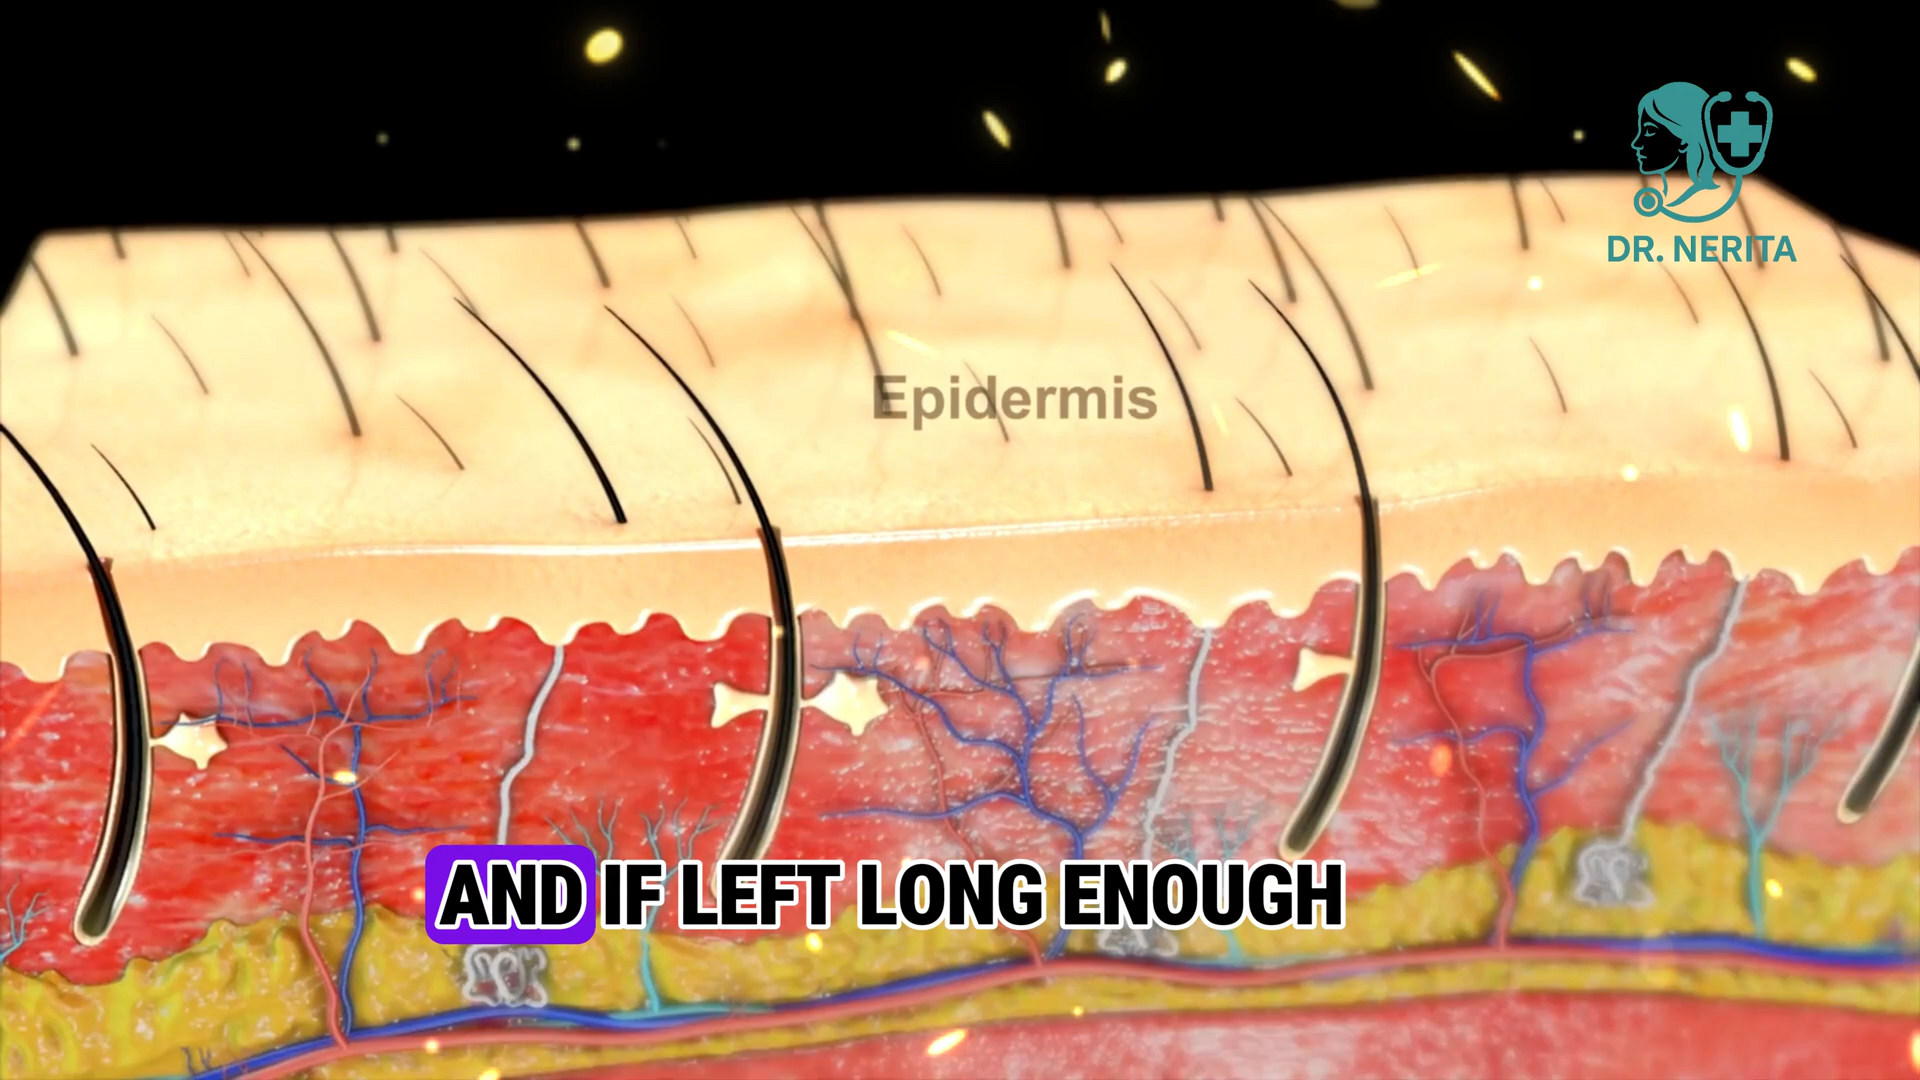 DR. NERITA
Epidermis
AND IF LEFT LONG ENOUGH